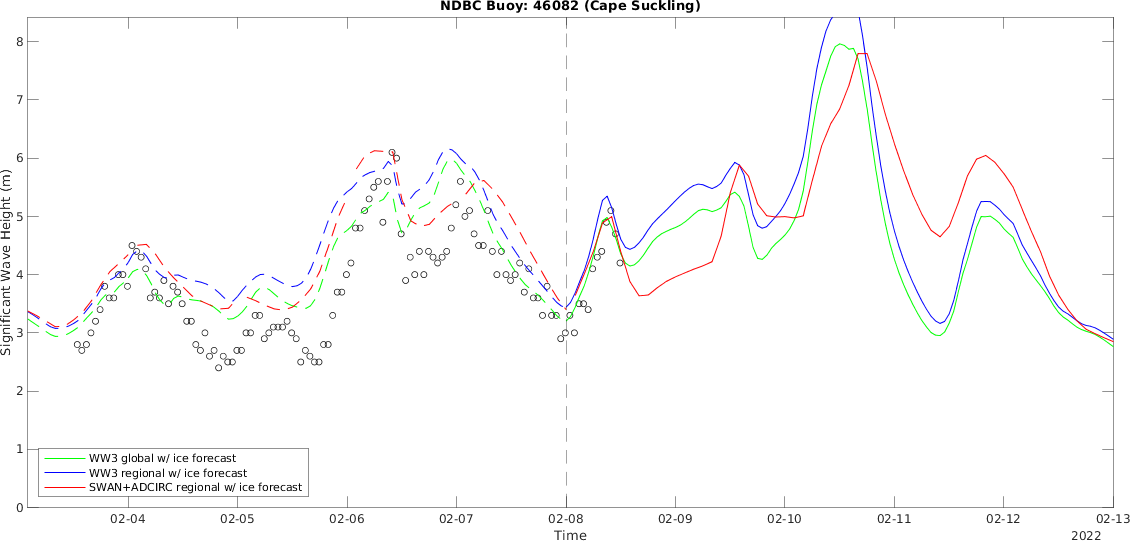 NDBC Buoy: 46082 (Cape Suckling)
Significant Wave Height (m)
8
7
6
5
4
3
2
1
0
WW3 global w/ ice forecast
WW3 regional w/ ice forecast
SWAN+ADCIRC regional w/ ice forecast
02-04 02-05 02-06 02-07 02-08 02-09 02-10 02-11 02-12 02-13
Time
2022